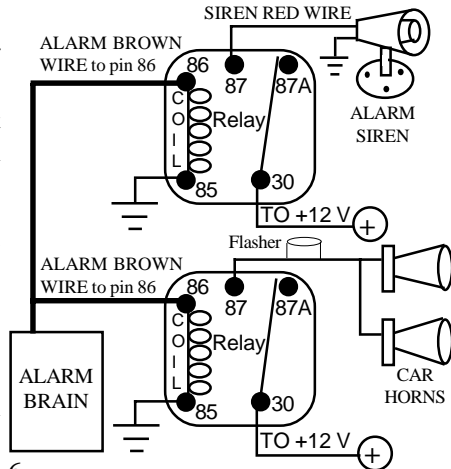 SIREN RED WIRE
ALARM BROWN
WIRE to pin 86
86
87
87A
COIL
Relay
85
30
ALARM
SIREN
TO +12 V
+
Flasher
ALARM BROWN
WIRE to pin 86
86
87
87A
COIL
Relay
85
30
ALARM
BRAIN
CAR
HORNS
TO +12 V
+